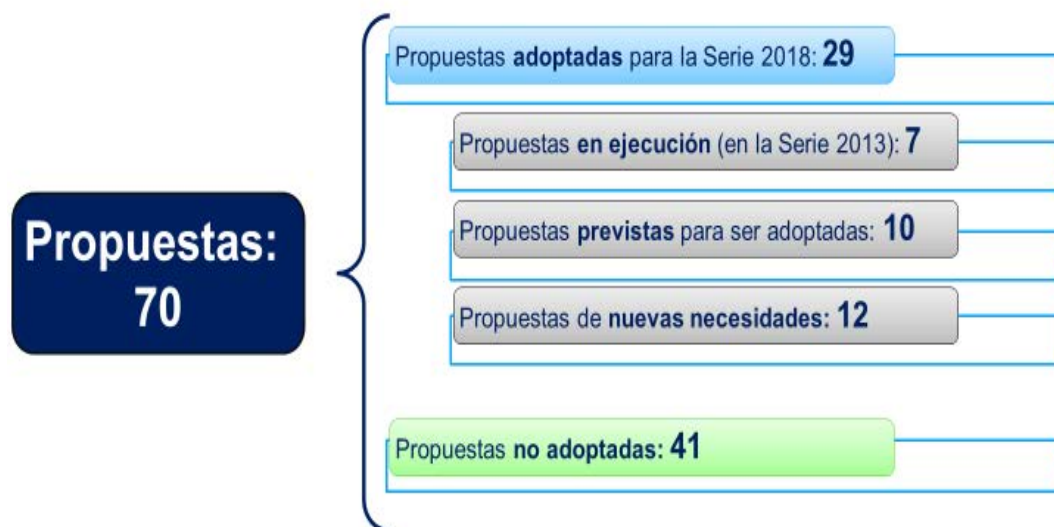 Propuestas adoptadas para la Serie 2018: 29
Propuestas en ejecución (en la Serie 2013): 7
Propuestas:
70
Propuestas previstas para ser adoptadas: 10
Propuestas de nuevas necesidades: 12
Propuestas no adoptadas: 41